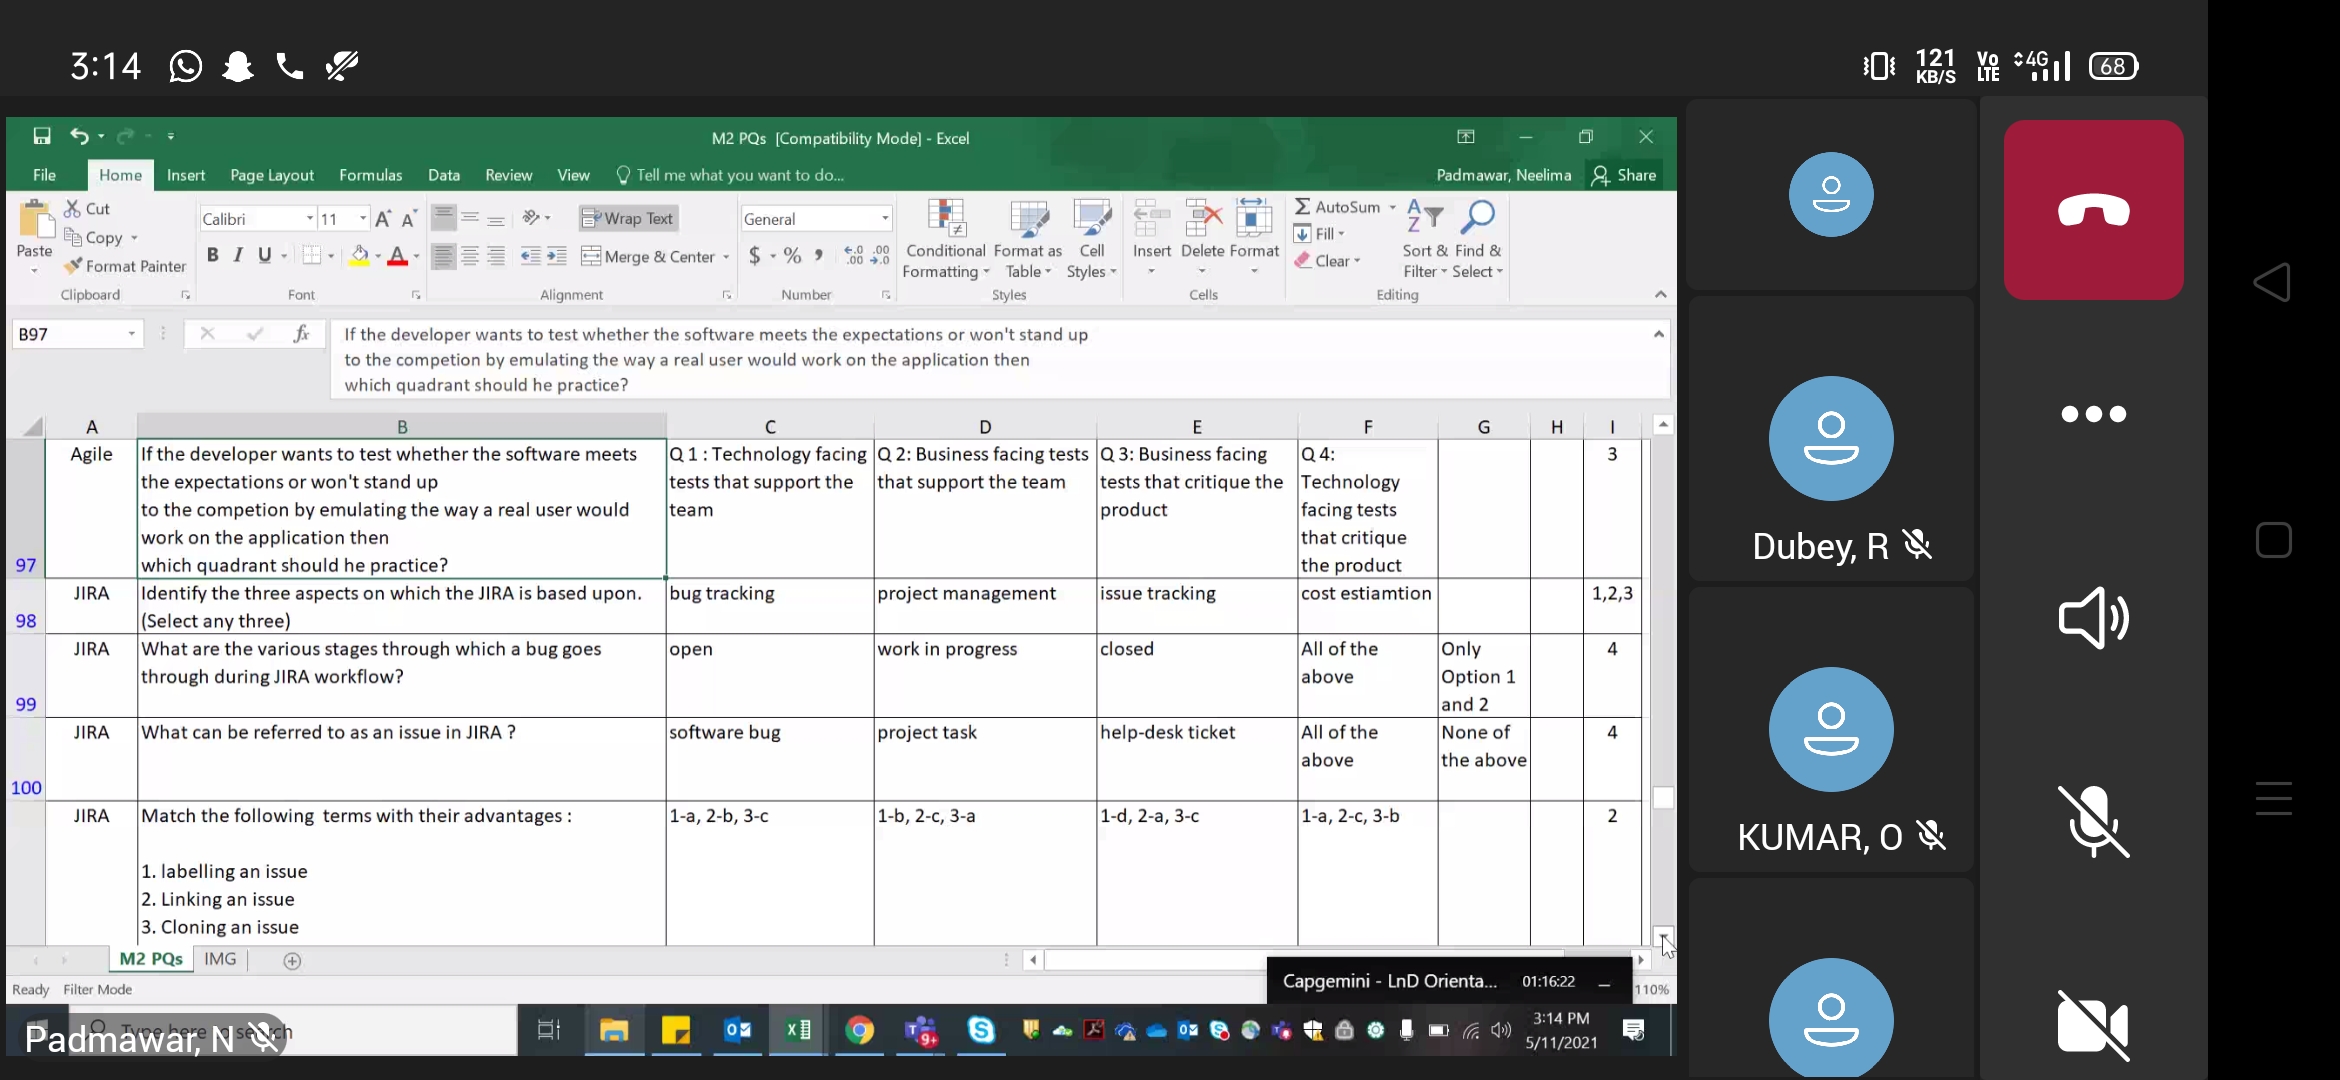 3:14
121
KB/S
Vo
LTE
4G
68
M2 PQs [Compatibility Mode] - Excel
File
Home
Insert
Page Layout
Formulas
Data
Review
View
Tell me what you want to do...
Padmawar, Neelima
Share
Paste
Cut
Copy
Format Painter
Clipboard
Calibri
11
B I U
Font
Wrap Text
Merge & Center
Alignment
General
$ %
Number
Conditional
Formatting
Format as
Table
Cell
Styles
Styles
Insert
Delete
Format
Cells
AutoSum
Fill
Clear
Sort &
Filter
Find &
Select
Editing
B97
fx
If the developer wants to test whether the software meets the expectations or won't stand up
to the competion by emulating the way a real user would work on the application then
which quadrant should he practice?
A
B
C
D
E
F
G
H
I
97
Agile
If the developer wants to test whether the software meets
the expectations or won't stand up
to the competion by emulating the way a real user would
work on the application then
which quadrant should he practice?
Q 1 : Technology facing
tests that support the
team
Q 2: Business facing tests
that support the team
Q 3: Business facing
tests that critique the
product
Q 4:
Technology
facing tests
that critique
the product
3
98
JIRA
Identify the three aspects on which the JIRA is based upon.
(Select any three)
bug tracking
project management
issue tracking
cost estiamtion
1,2,3
99
JIRA
What are the various stages through which a bug goes
through during JIRA workflow?
open
work in progress
closed
All of the
above
Only
Option 1
and 2
4
100
JIRA
What can be referred to as an issue in JIRA ?
software bug
project task
help-desk ticket
All of the
above
None of
the above
4
JIRA
Match the following terms with their advantages :
1. labelling an issue
2. Linking an issue
3. Cloning an issue
1-a, 2-b, 3-c
1-b, 2-c, 3-a
1-d, 2-a, 3-c
1-a, 2-c, 3-b
2
M2 PQs
IMG
Ready
Filter Mode
Capgemini - LnD Orienta...
01:16:22
110%
Type here to search
Padmawar, N
9+
3:14 PM
5/11/2021
Dubey, R
KUMAR, O